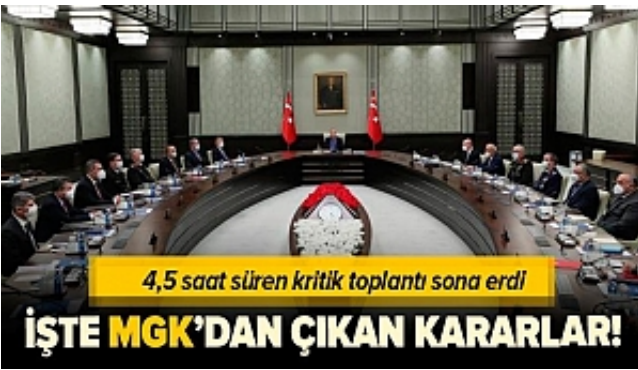 4,5 saat süren kritik toplantı sona erdi
İŞTE MGK'DAN ÇIKAN KARARLAR!